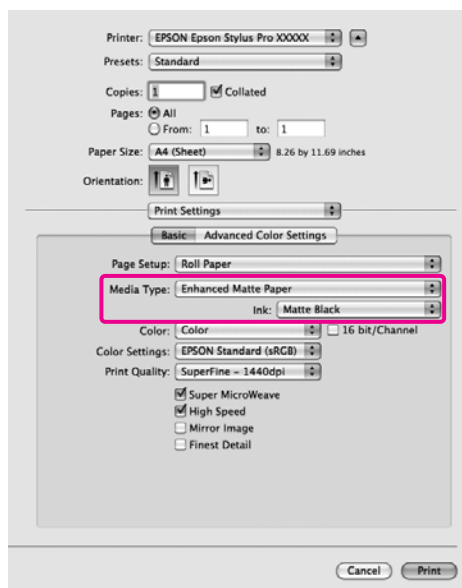 Printer: EPSON Epson Stylus Pro XXXXX
Presets: Standard
Copies: 1 Collated
Pages: All
From: 1 to: 1
Paper Size: A4 (Sheet) 8.26 by 11.69 inches
Orientation:
Print Settings
Basic Advanced Color Settings
Page Setup: Roll Paper
Media Type: Enhanced Matte Paper
Ink: Matte Black
Color: Color 16 bit/Channel
Color Settings: EPSON Standard (sRGB)
Print Quality: SuperFine - 1440dpi
Super MicroWeave
High Speed
Mirror Image
Finest Detail
Cancel Print